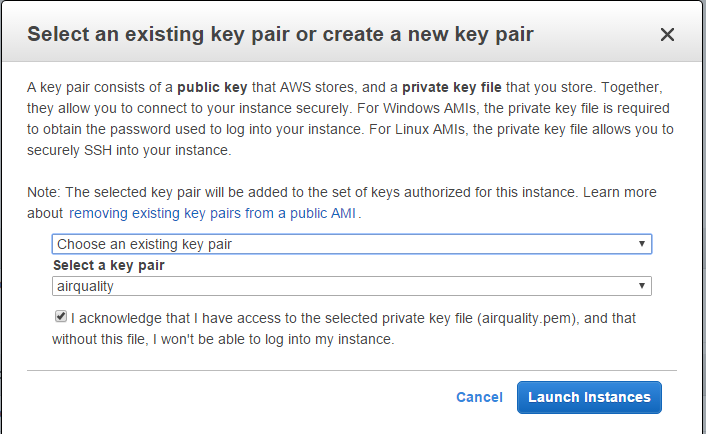 Select an existing key pair or create a new key pair
A key pair consists of a public key that AWS stores, and a private key file that you store. Together,
they allow you to connect to your instance securely. For Windows AMIs, the private key file is required
to obtain the password used to log into your instance. For Linux AMIs, the private key file allows you to
securely SSH into your instance.
Note: The selected key pair will be added to the set of keys authorized for this instance. Learn more
about removing existing key pairs from a public AMI .
Choose an existing key pair
Select a key pair
airquality
I acknowledge that I have access to the selected private key file (airquality.pem), and that
without this file, I won't be able to log into my instance.
Cancel Launch Instances